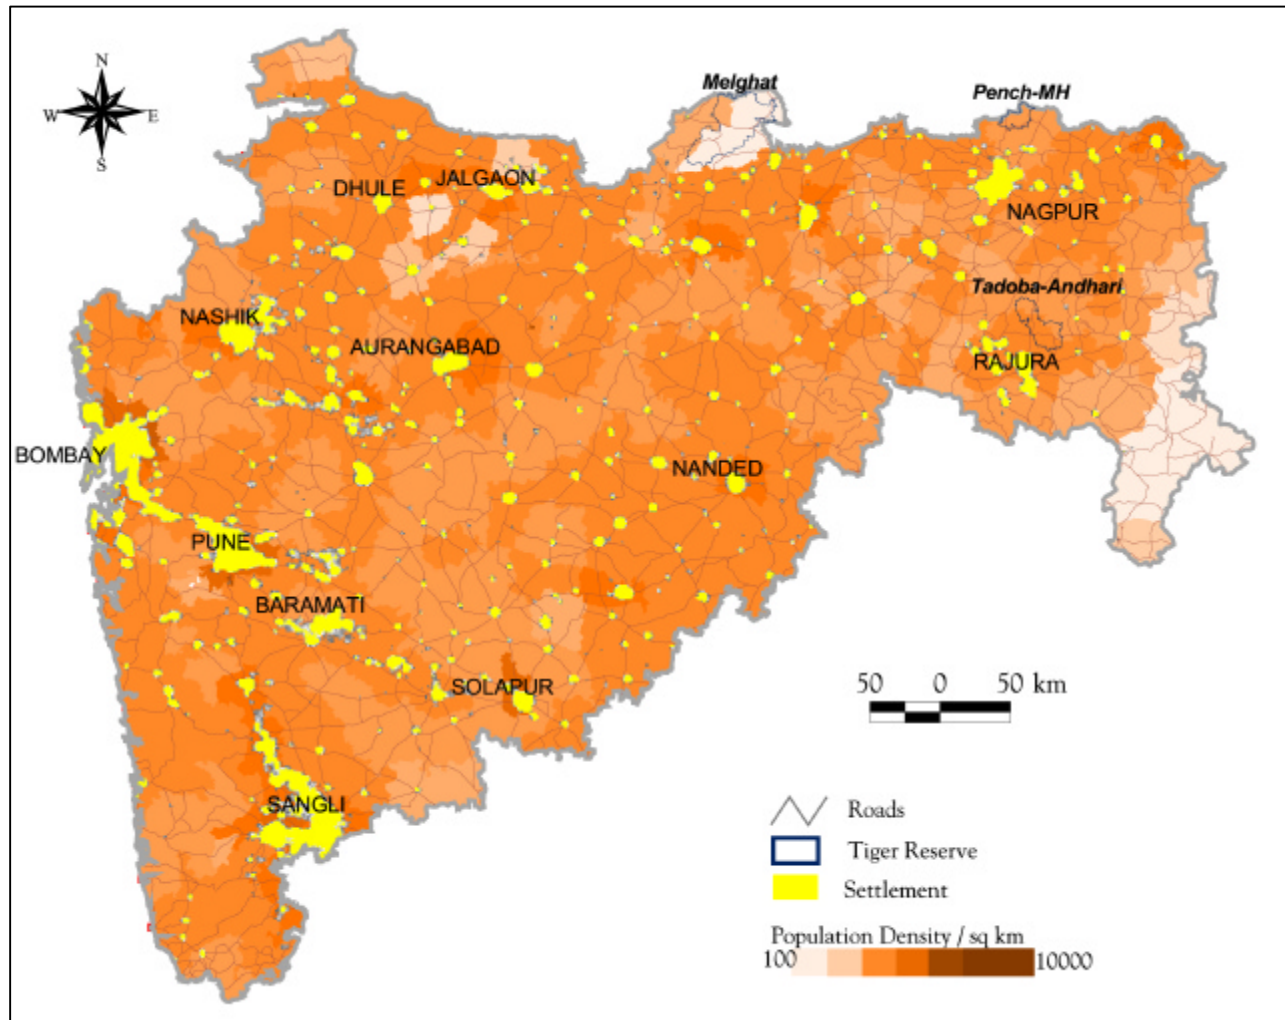 N
W E
S
Melghat
Pench-MH
DHULE
JALGAON
NAGPUR
Tadoba-Andhari
NASHIK
AURANGABAD
RAJURA
BOMBAY
NANDED
PUNE
BARAMATI
SOLAPUR
50 0 50 km
SANGLI
Roads
Tiger Reserve
Settlement
Population Density / sq km
100 10000